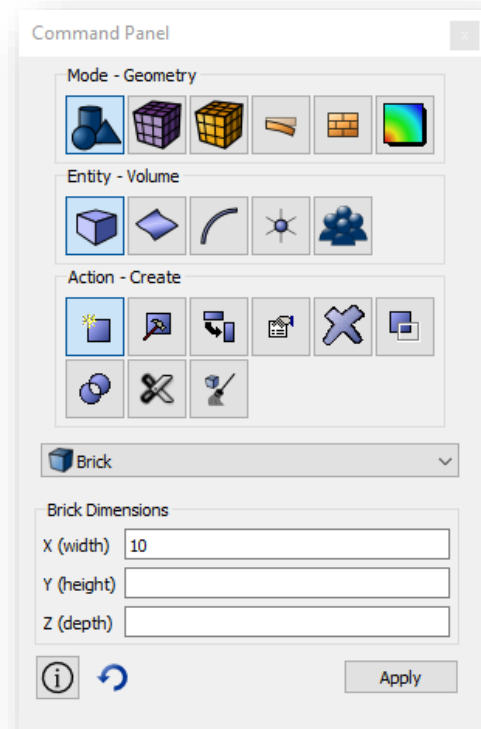 Command Panel
x
Mode - Geometry
Entity - Volume
Action - Create
Brick
Brick Dimensions
X (width) 10
Y (height)
Z (depth)
i
Apply